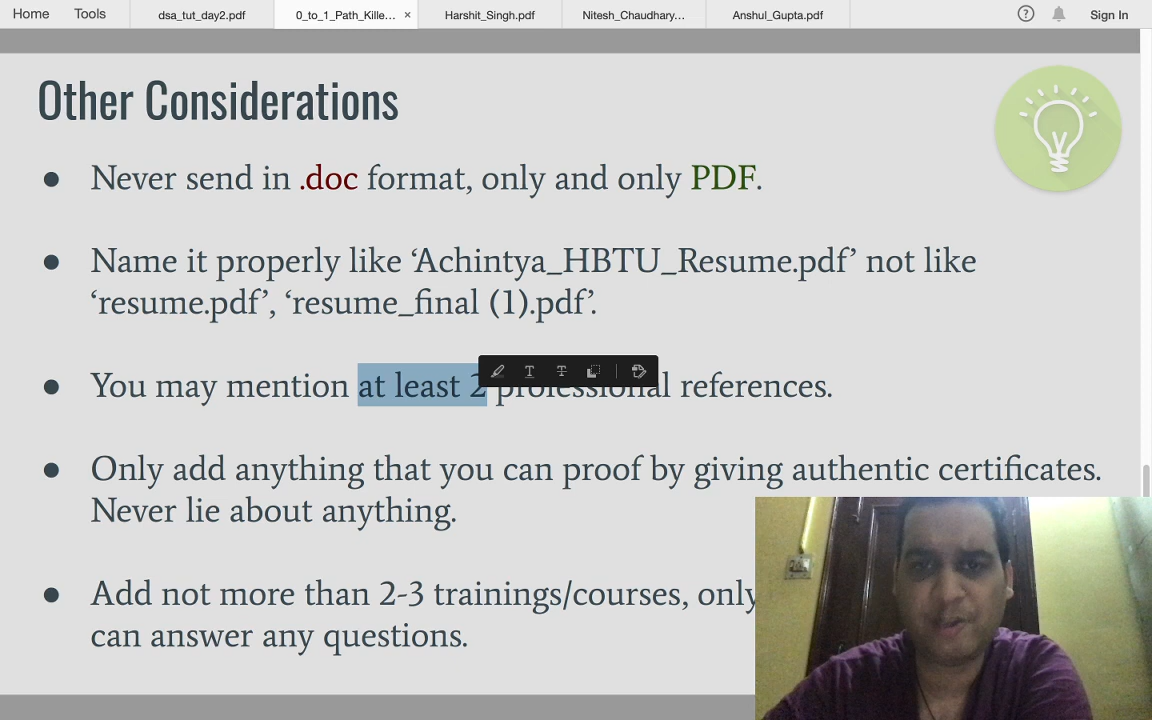 Home Tools dsa_tut_day2.pdf 0_to_1_Path_Kille... × Harshit_Singh.pdf Nitesh_Chaudhary... Anshul_Gupta.pdf ? Sign In
Other Considerations
● Never send in .doc format, only and only PDF.
● Name it properly like ‘Achintya_HBTU_Resume.pdf’ not like
‘resume.pdf’, ‘resume_final (1).pdf’.
● You may mention at least 2 professional references.
● Only add anything that you can proof by giving authentic certificates.
Never lie about anything.
● Add not more than 2-3 trainings/courses, only
can answer any questions.